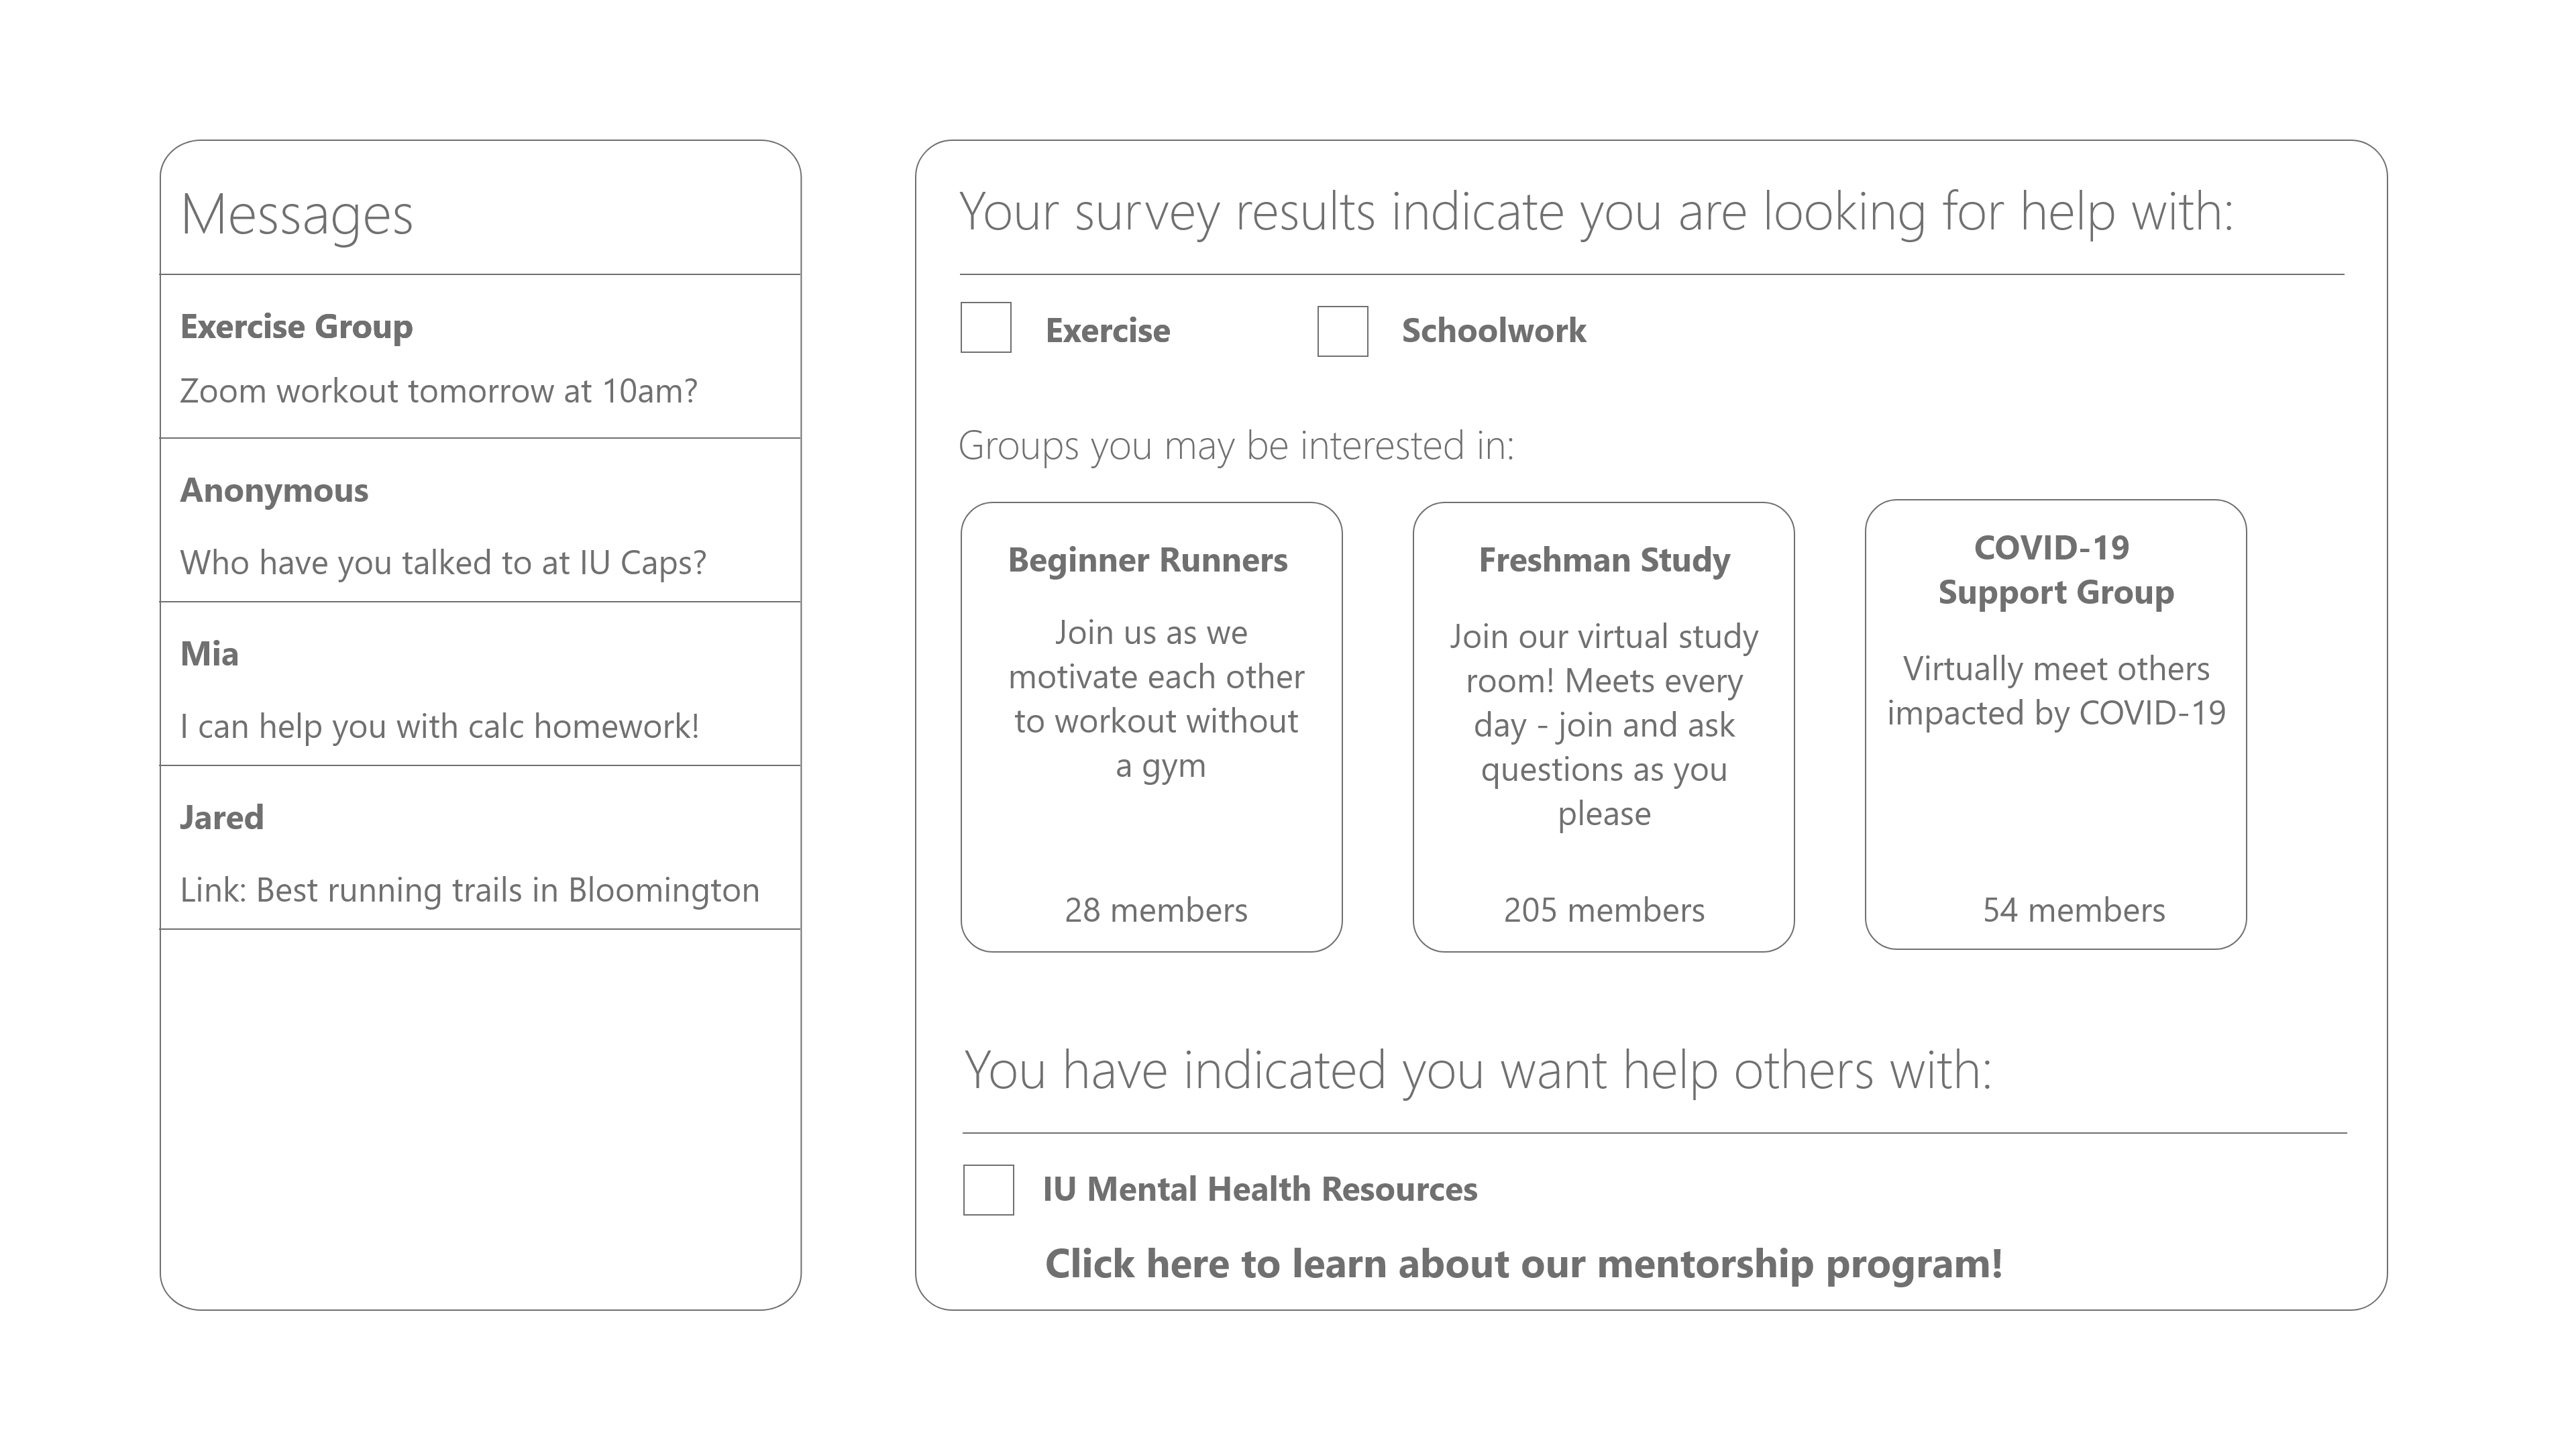 Messages
Exercise Group
Zoom workout tomorrow at 10am?
Anonymous
Who have you talked to at IU Caps?
Mia
I can help you with calc homework!
Jared
Link: Best running trails in Bloomington
Your survey results indicate you are looking for help with:
Exercise
Schoolwork
Groups you may be interested in:
Beginner Runners
Join us as we
motivate each other
to workout without
a gym
28 members
Freshman Study
Join our virtual study
room! Meets every
day - join and ask
questions as you
please
205 members
COVID-19
Support Group
Virtually meet others
impacted by COVID-19
54 members
You have indicated you want help others with:
IU Mental Health Resources
Click here to learn about our mentorship program!